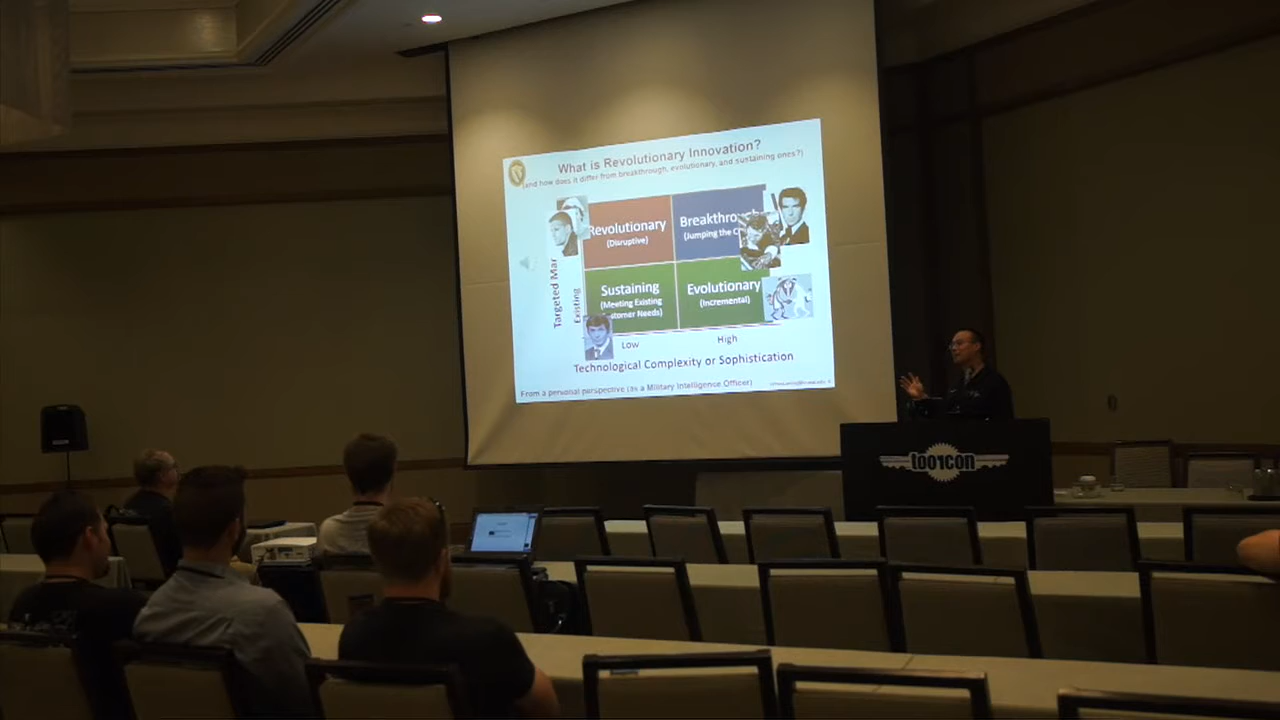 What is Revolutionary Innovation?
(and how does it differ from breakthrough, evolutionary, and sustaining ones?)
Revolutionary
(Disruptive)
(Jumping the
Targeted Mar
Existing
Sustaining
(Meeting Existing
Customer Needs)
Evolutionary
(Incremental)
Low
High
Technological Complexity or Sophistication
From a personal perspective (as a Military Intelligence Officer)
toorcon